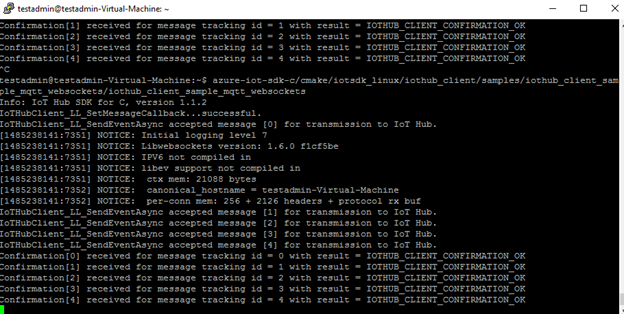 testadmin@testadmin-Virtual-Machine: ~
Confirmation[1] received for message tracking id = 1 with result = IOTHUB_CLIENT_CONFIRMATION_OK
Confirmation[2] received for message tracking id = 2 with result = IOTHUB_CLIENT_CONFIRMATION_OK
Confirmation[3] received for message tracking id = 3 with result = IOTHUB_CLIENT_CONFIRMATION_OK
Confirmation[4] received for message tracking id = 4 with result = IOTHUB_CLIENT_CONFIRMATION_OK
^C
testadmin@testadmin-Virtual-Machine:~$ azure-iot-sdk-c/cmake/iotsdk_linux/iothub_client/samples/iothub_client_sam
ple_mqtt_websockets/iothub_client_sample_mqtt_websockets
Info: IoT Hub SDK for C, version 1.1.2
IoTHubClient_LL_SetMessageCallback...successful.
IoTHubClient_LL_SendEventAsync accepted message [0] for transmission to IoT Hub.
[1485238141:7351] NOTICE: Initial logging level 7
[1485238141:7351] NOTICE: Libwebsockets version: 1.6.0 f1cf5be
[1485238141:7351] NOTICE: IPV6 not compiled in
[1485238141:7351] NOTICE: libev support not compiled in
[1485238141:7351] NOTICE:  ctx mem: 21088 bytes
[1485238141:7352] NOTICE:  canonical_hostname = testadmin-Virtual-Machine
[1485238141:7352] NOTICE:  per-conn mem: 256 + 2126 headers + protocol rx buf
IoTHubClient_LL_SendEventAsync accepted message [1] for transmission to IoT Hub.
IoTHubClient_LL_SendEventAsync accepted message [2] for transmission to IoT Hub.
IoTHubClient_LL_SendEventAsync accepted message [3] for transmission to IoT Hub.
IoTHubClient_LL_SendEventAsync accepted message [4] for transmission to IoT Hub.
Confirmation[0] received for message tracking id = 0 with result = IOTHUB_CLIENT_CONFIRMATION_OK
Confirmation[1] received for message tracking id = 1 with result = IOTHUB_CLIENT_CONFIRMATION_OK
Confirmation[2] received for message tracking id = 2 with result = IOTHUB_CLIENT_CONFIRMATION_OK
Confirmation[3] received for message tracking id = 3 with result = IOTHUB_CLIENT_CONFIRMATION_OK
Confirmation[4] received for message tracking id = 4 with result = IOTHUB_CLIENT_CONFIRMATION_OK